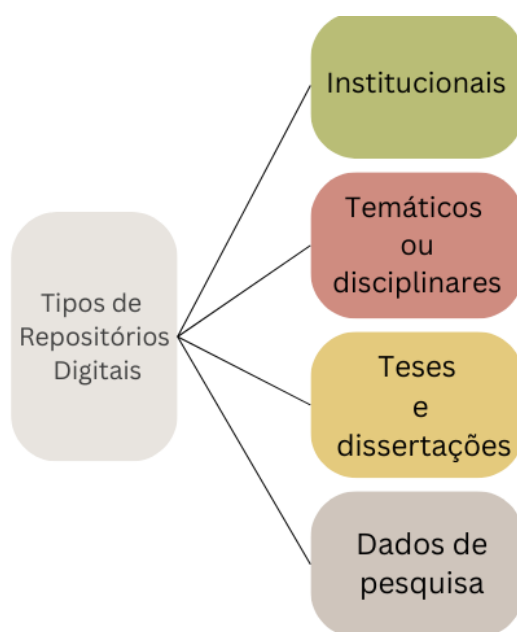 Tipos de
Repositórios
Digitais
Institucionais
Temáticos
ou
disciplinares
Teses
e
dissertações
Dados de
pesquisa